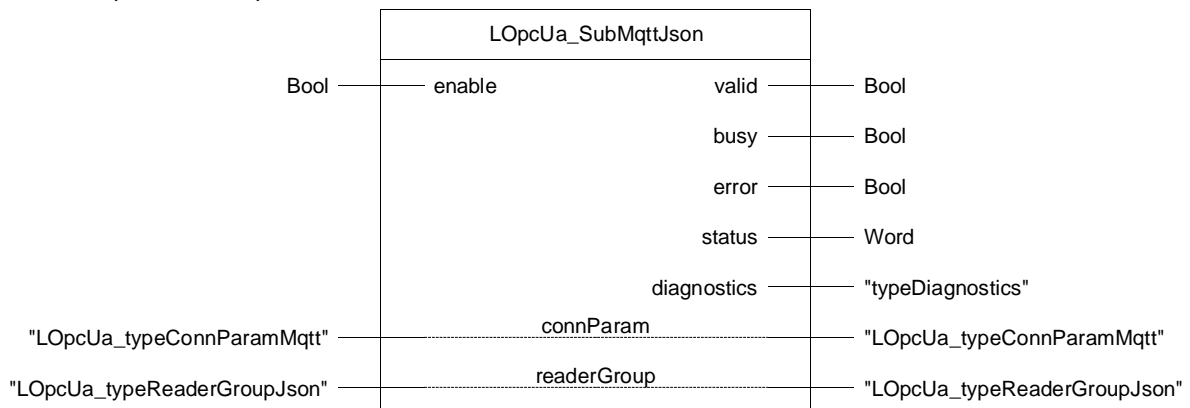 LOpcUa_SubMqttJson
Bool enable valid Bool
busy Bool
error Bool
status Word
diagnostics "typeDiagnostics"
"LOpcUa_typeConnParamMqtt" connParam "LOpcUa_typeConnParamMqtt"
"LOpcUa_typeReaderGroupJson" readerGroup "LOpcUa_typeReaderGroupJson"